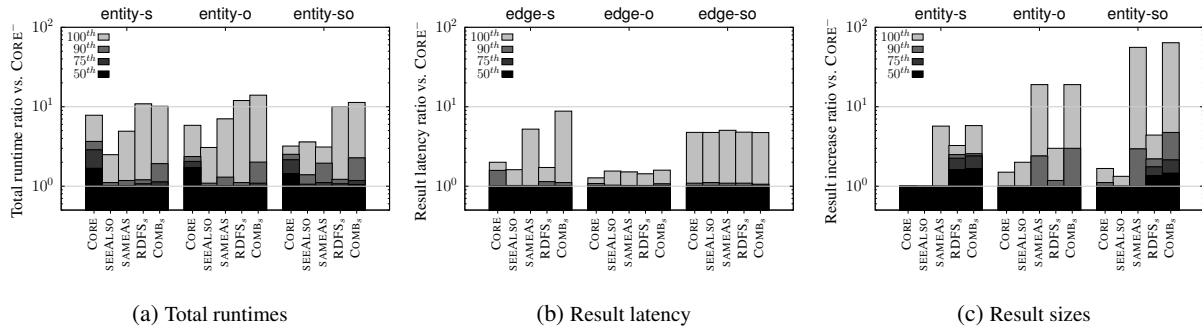 entity-s entity-o entity-so
Total runtime ratio vs. CORE⁻
10²
10¹
10⁰
100ᵗʰ
90ᵗʰ
75ᵗʰ
50ᵗʰ
CORE
SEEALSO
SAMEAS
RDFSₛ
COMBₛ
CORE
SEEALSO
SAMEAS
RDFSₛ
COMBₛ
CORE
SEEALSO
SAMEAS
RDFSₛ
COMBₛ
(a) Total runtimes
edge-s edge-o edge-so
Result latency ratio vs. CORE⁻
10²
10¹
10⁰
100ᵗʰ
90ᵗʰ
75ᵗʰ
50ᵗʰ
CORE
SEEALSO
SAMEAS
RDFSₛ
COMBₛ
CORE
SEEALSO
SAMEAS
RDFSₛ
COMBₛ
CORE
SEEALSO
SAMEAS
RDFSₛ
COMBₛ
(b) Result latency
entity-s entity-o entity-so
Result increase ratio vs. CORE⁻
10²
10¹
10⁰
100ᵗʰ
90ᵗʰ
75ᵗʰ
50ᵗʰ
CORE
SEEALSO
SAMEAS
RDFSₛ
COMBₛ
CORE
SEEALSO
SAMEAS
RDFSₛ
COMBₛ
CORE
SEEALSO
SAMEAS
RDFSₛ
COMBₛ
(c) Result sizes